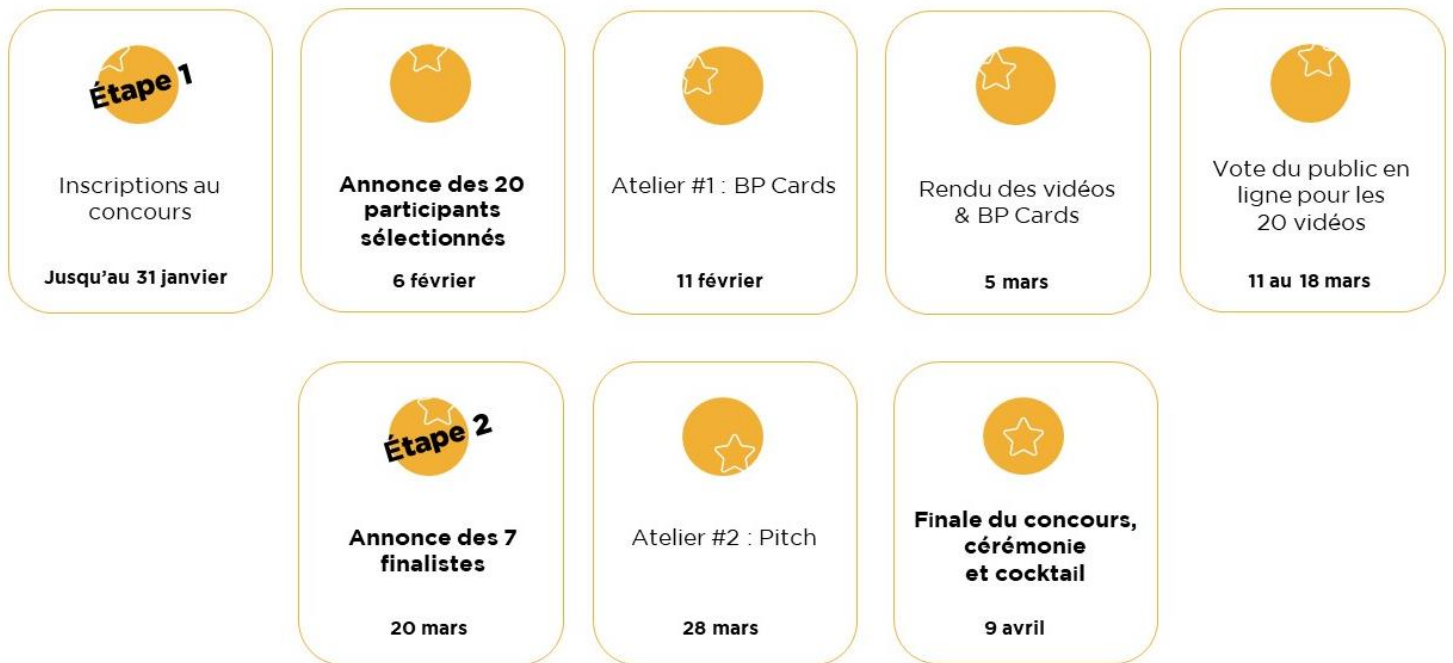 Étape 1
Inscriptions au
concours
Jusqu'au 31 janvier
Annonce des 20
participants
sélectionnés
6 février
Atelier #1 : BP Cards
11 février
Rendu des vidéos
& BP Cards
5 mars
Vote du public en
ligne pour les
20 vidéos
11 au 18 mars
Étape 2
Annonce des 7
finalistes
20 mars
Atelier #2 : Pitch
28 mars
Finale du concours,
cérémonie
et cocktail
9 avril